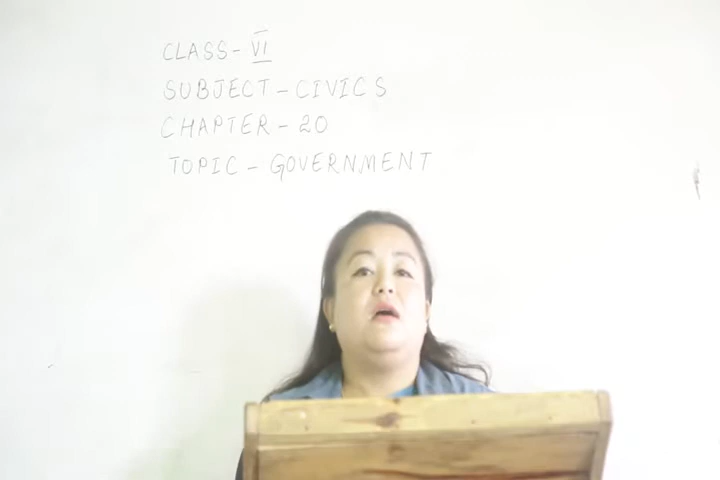 CLASS - VI
SUBJECT - CIVICS
CHAPTER - 20
TOPIC - GOVERNMENT